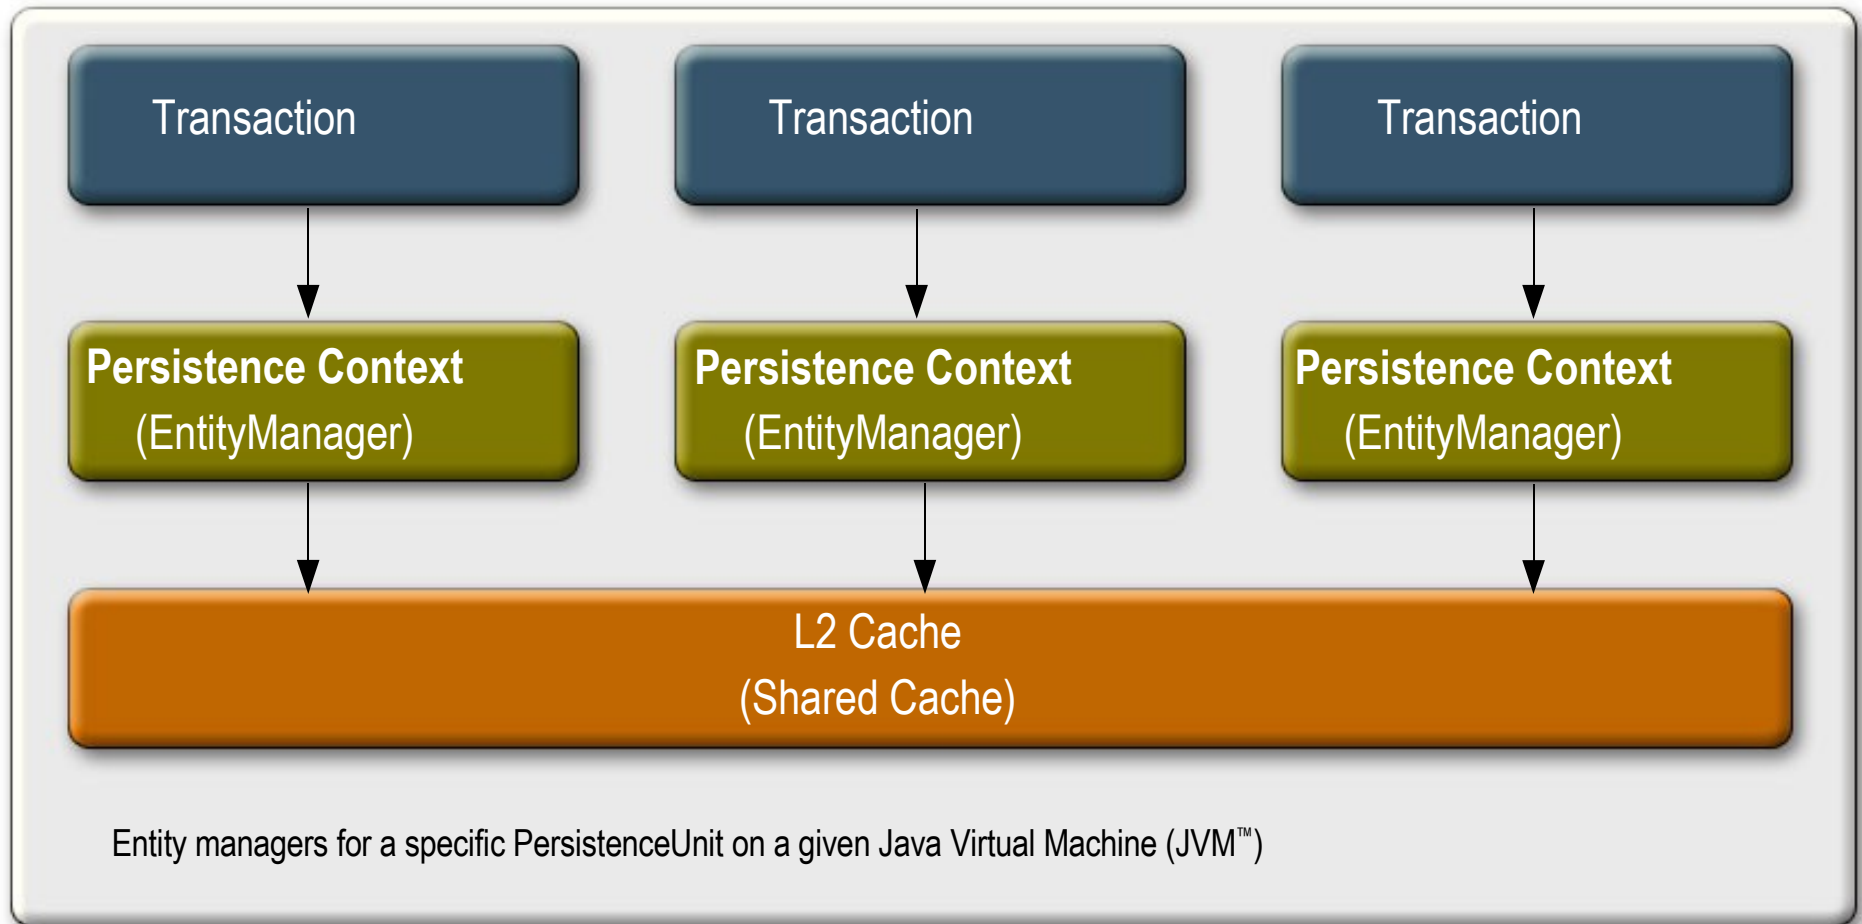 Transaction
Transaction
Transaction
Persistence Context
(EntityManager)
Persistence Context
(EntityManager)
Persistence Context
(EntityManager)
L2 Cache
(Shared Cache)
Entity managers for a specific PersistenceUnit on a given Java Virtual Machine (JVM™)